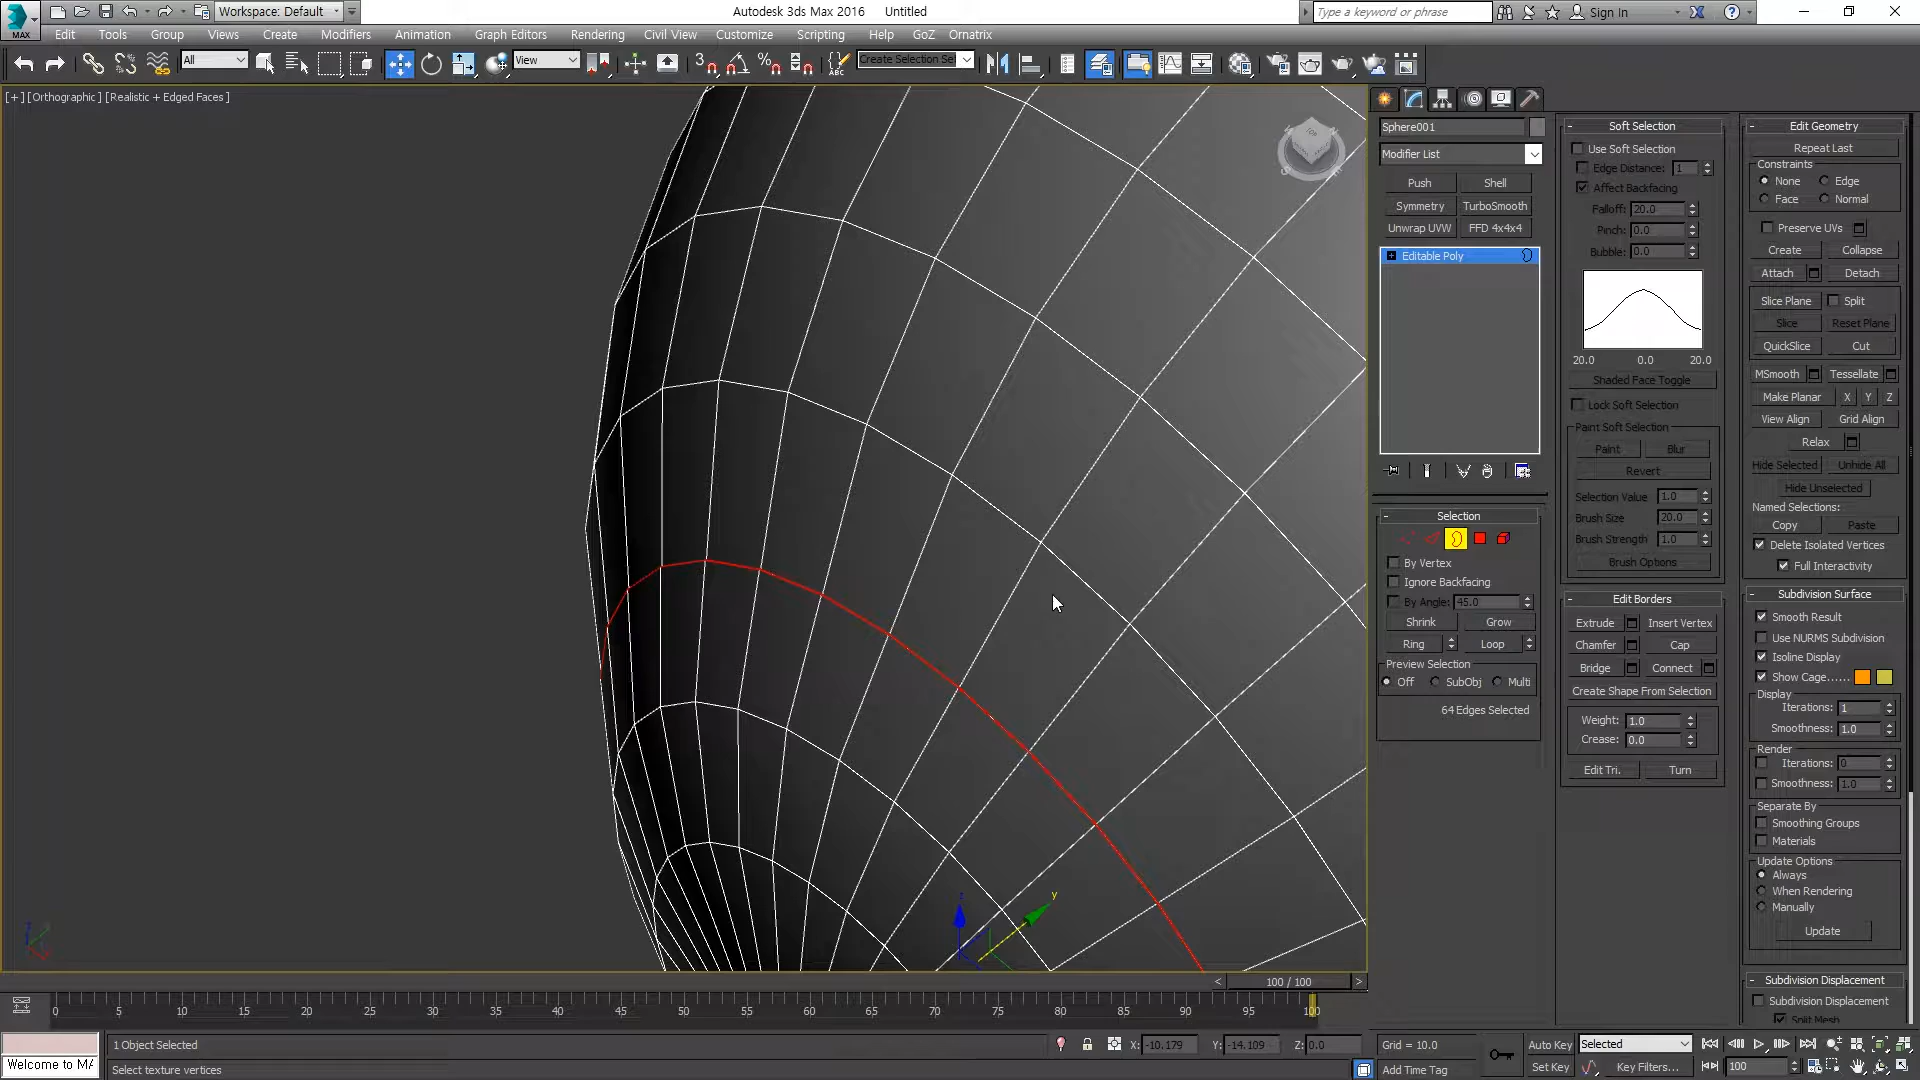 MAX
Workspace: Default
Autodesk 3ds Max 2016 Untitled
Type a keyword or phrase
Sign In
Edit Tools Group Views Create Modifiers Animation Graph Editors Rendering Civil View Customize Scripting Help GoZ Ornatrix
All
View
Create Selection Se
[+] [Orthographic] [Realistic + Edged Faces]
Sphere001
Modifier List
Push Shell
Symmetry TurboSmooth
Unwrap UVW FFD 4x4x4
Editable Poly
Selection
By Vertex
Ignore Backfacing
By Angle: 45.0
Shrink Grow
Ring Loop
Preview Selection
Off SubObj Multi
64 Edges Selected
Soft Selection
Use Soft Selection
Edge Distance: 1
Affect Backfacing
Falloff: 20.0
Pinch: 0.0
Bubble: 0.0
20.0 0.0 20.0
Shaded Face Toggle
Lock Soft Selection
Paint Soft Selection
Paint Blur
Revert
Selection Value 1.0
Brush Size 20.0
Brush Strength 1.0
Brush Options
Edit Borders
Extrude Insert Vertex
Chamfer Cap
Bridge Connect
Create Shape From Selection
Weight: 1.0
Crease: 0.0
Edit Tri. Turn
Edit Geometry
Repeat Last
Constraints
None Edge
Face Normal
Preserve UVs
Create Collapse
Attach Detach
Slice Plane Split
Slice Reset Plane
QuickSlice Cut
MSmooth Tessellate
Make Planar X Y Z
View Align Grid Align
Relax
Hide Selected Unhide All
Hide Unselected
Named Selections:
Copy Paste
Delete Isolated Vertices
Full Interactivity
Subdivision Surface
Smooth Result
Use NURMS Subdivision
Isoline Display
Show Cage......
Display
Iterations: 1
Smoothness: 1.0
Render
Iterations: 0
Smoothness: 1.0
Separate By
Smoothing Groups
Materials
Update Options
Always
When Rendering
Manually
Update
Subdivision Displacement
Subdivision Displacement
Split Mesh
y
< 100 / 100 >
0 5 10 15 20 25 30 35 40 45 50 55 60 65 70 75 80 85 90 95 100
1 Object Selected
X: -10.179 Y: -14.109 Z: 0.0
Grid = 10.0
Auto Key Selected
Welcome to MA
Select texture vertices
Add Time Tag
Set Key Key Filters...
100